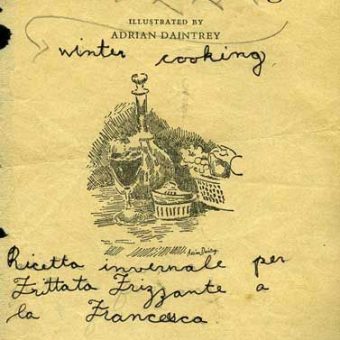 ILLUSTRATED BY
ADRIAN DAINTREY
winter cooking
Ricetta invernale per
Frittata Frizzante a
la Francesca